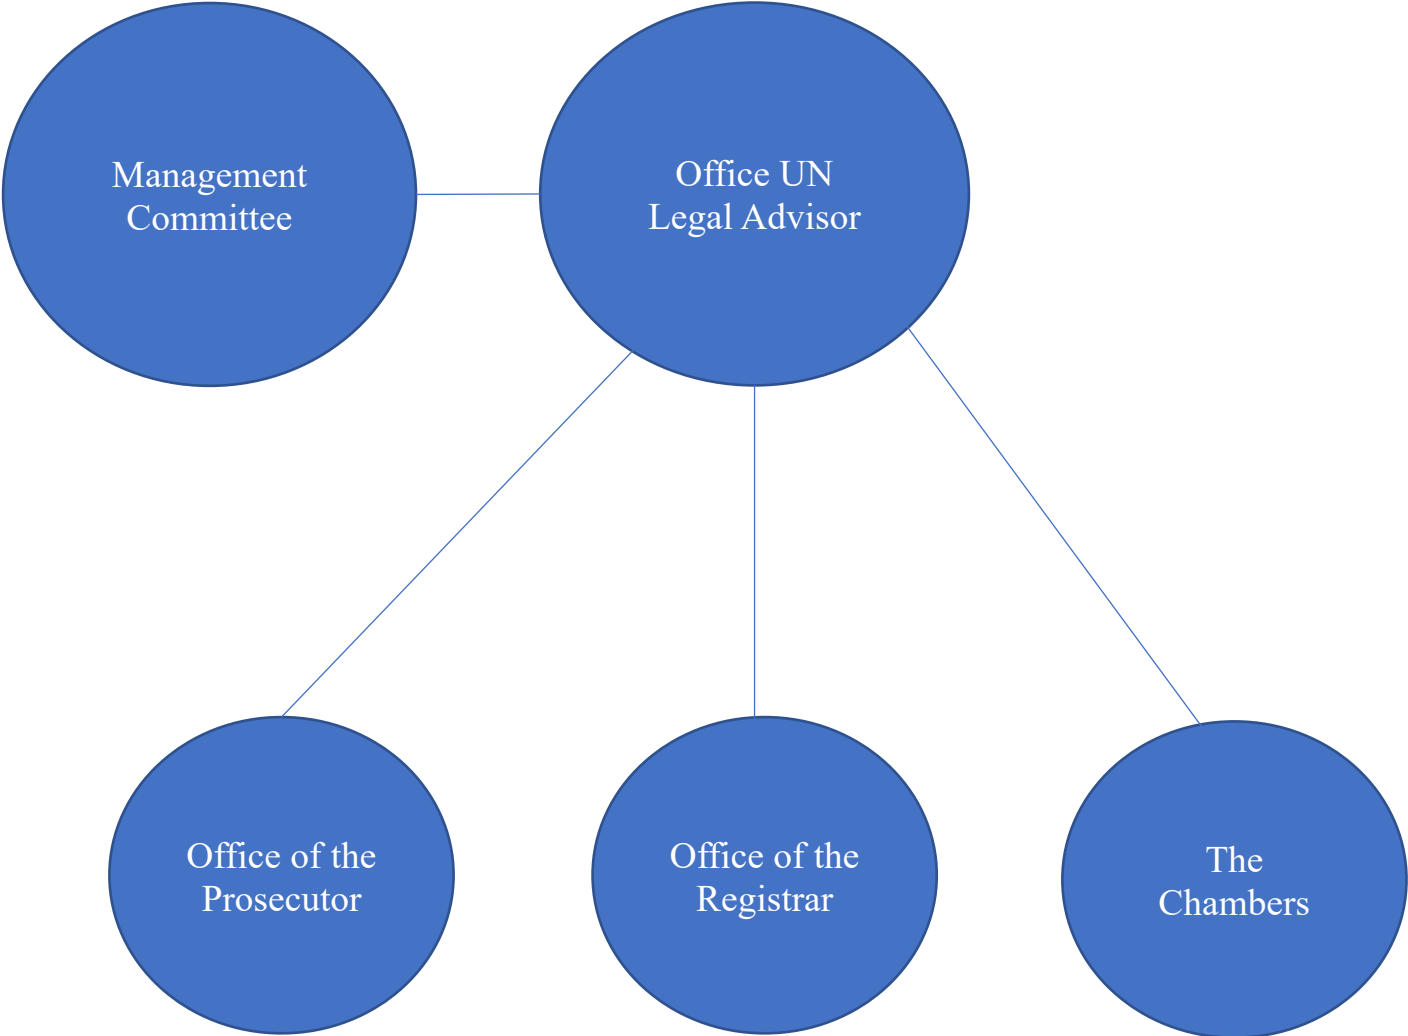 Management
Committee
Office UN
Legal Advisor
Office of the
Prosecutor
Office of the
Registrar
The
Chambers